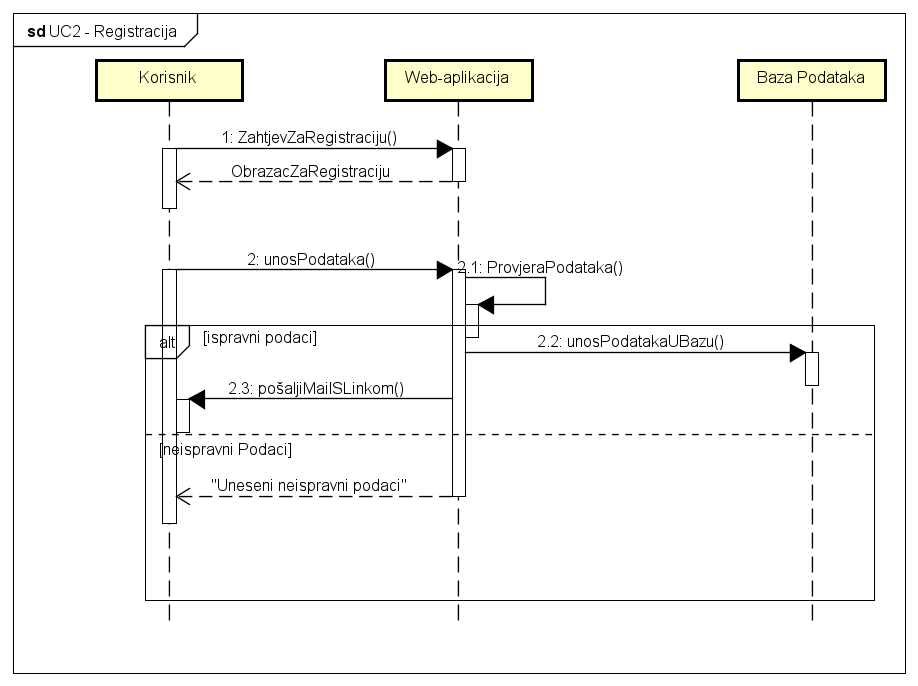 sd UC2 - Registracija
Korisnik
Web-aplikacija
Baza Podataka
1: ZahtjevZaRegistraciju()
ObrazacZaRegistraciju
2: unosPodataka()
2.1: ProvjeraPodataka()
alt
[ispravni podaci]
2.2: unosPodatakaUBazu()
2.3: pošaljiMailSLinkom()
[neispravni Podaci]
"Uneseni neispravni podaci"